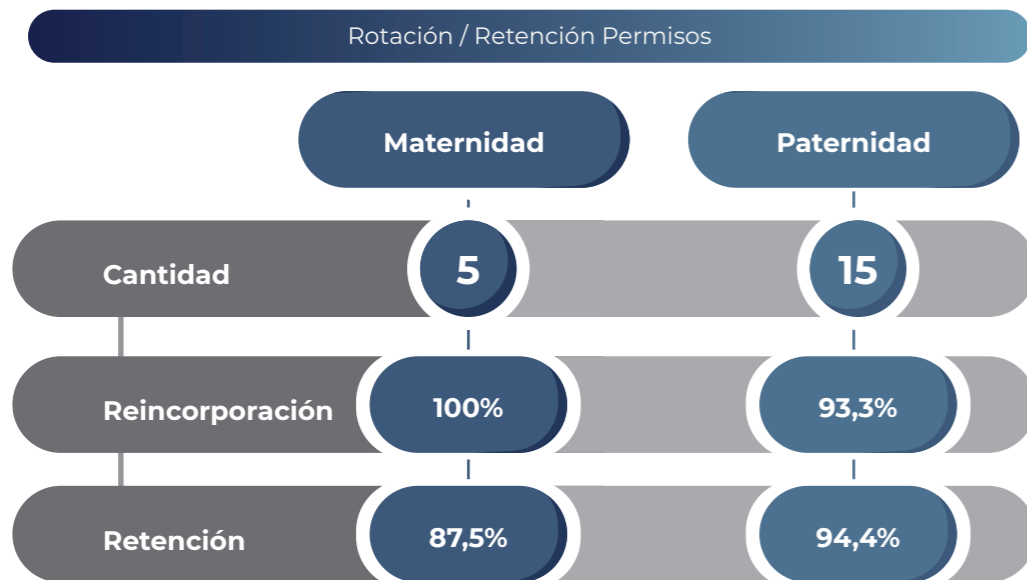 Rotación / Retención Permisos
Maternidad Paternidad
Cantidad 5 15
Reincorporación 100% 93,3%
Retención 87,5% 94,4%